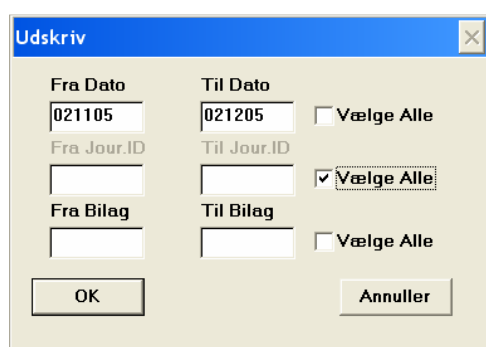 Udskriv
Fra Dato Til Dato
021105 021205 Vælge Alle
Fra Jour.ID Til Jour.ID
Vælge Alle
Fra Bilag Til Bilag
Vælge Alle
OK Annuller